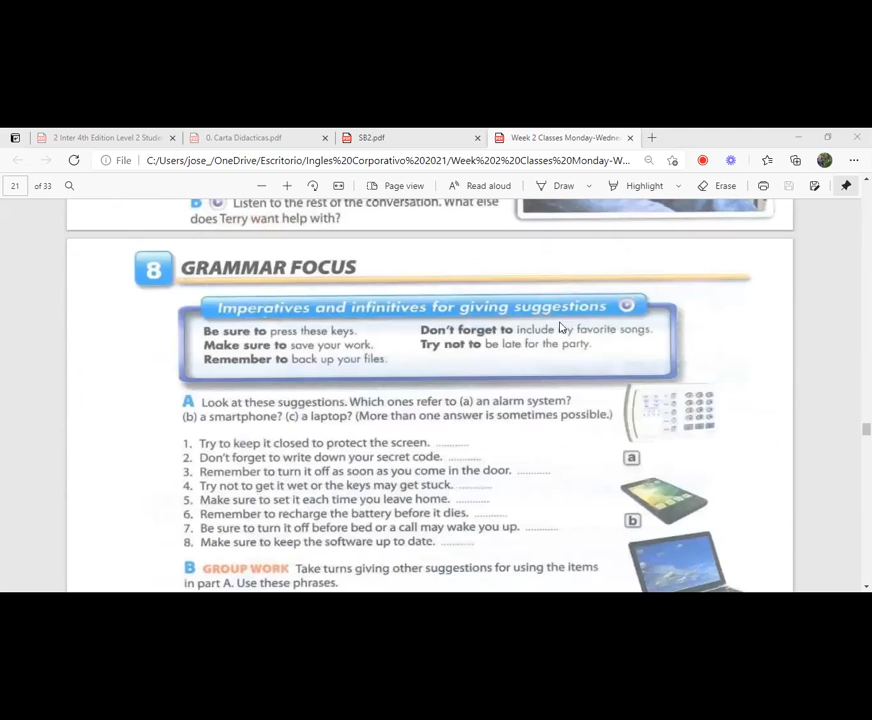 2 Inter 4th Edition Level 2 Stude
0. Carta Didacticas.pdf
SB2.pdf
Week 2 Classes Monday-Wedne
File
C:/Users/jose_/OneDrive/Escritorio/Ingles%20Corporativo%202021/Week%202%20Classes%20Monday-W...
21 of 33
Page view
Read aloud
Draw
Highlight
Erase
B Listen to the rest of the conversation. What else
does Terry want help with?
8 GRAMMAR FOCUS
Imperatives and infinitives for giving suggestions
Be sure to press these keys.
Make sure to save your work.
Remember to back up your files.
Don't forget to include my favorite songs.
Try not to be late for the party.
A Look at these suggestions. Which ones refer to (a) an alarm system?
(b) a smartphone? (c) a laptop? (More than one answer is sometimes possible.)
1. Try to keep it closed to protect the screen. ............
2. Don't forget to write down your secret code. ............
3. Remember to turn it off as soon as you come in the door. ............
4. Try not to get it wet or the keys may get stuck. ............
5. Make sure to set it each time you leave home. ............
6. Remember to recharge the battery before it dies. ............
7. Be sure to turn it off before bed or a call may wake you up. ............
8. Make sure to keep the software up to date. ............
a
b
B GROUP WORK Take turns giving other suggestions for using the items
in part A. Use these phrases.